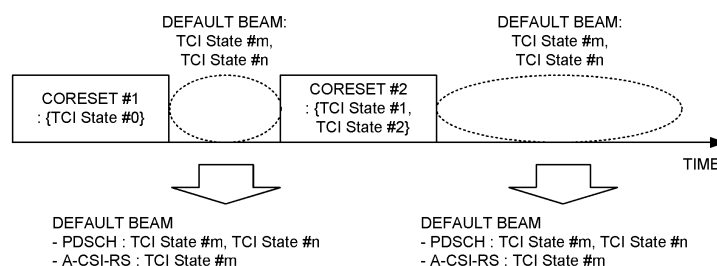 DEFAULT BEAM:
TCI State #m,
TCI State #n
DEFAULT BEAM:
TCI State #m,
TCI State #n
CORESET #1
: {TCI State #0}
CORESET #2
: {TCI State #1,
TCI State #2}
TIME
DEFAULT BEAM
- PDSCH : TCI State #m, TCI State #n
- A-CSI-RS : TCI State #m
DEFAULT BEAM
- PDSCH : TCI State #m, TCI State #n
- A-CSI-RS : TCI State #m